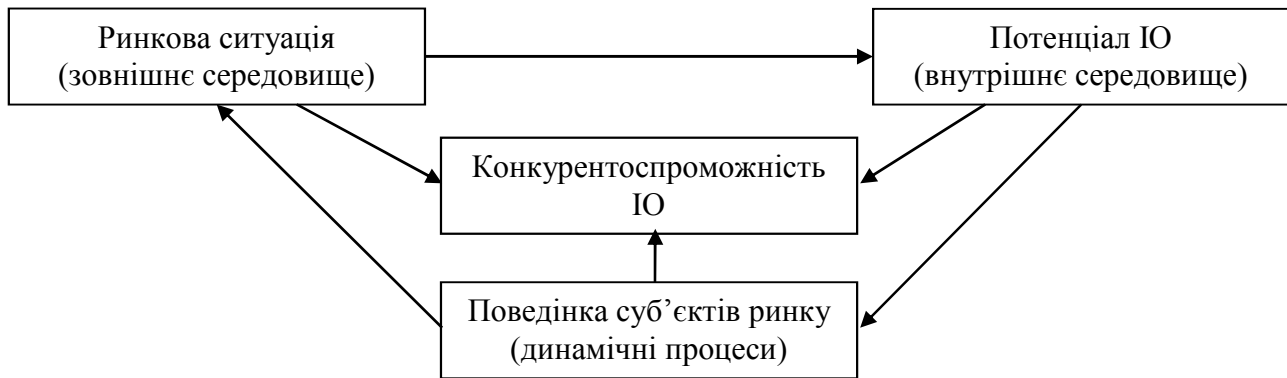 Ринкова ситуація
(зовнішнє середовище)
Потенціал ІО
(внутрішнє середовище)
Конкурентоспроможність
ІО
Поведінка суб’єктів ринку
(динамічні процеси)